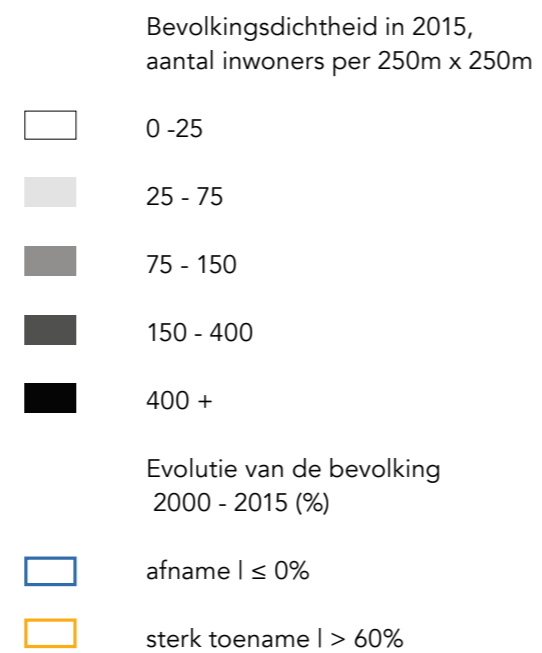 Bevolkingsdichtheid in 2015,
aantal inwoners per 250m x 250m
0 -25
25 - 75
75 - 150
150 - 400
400 +
Evolutie van de bevolking
2000 - 2015 (%)
afname l ≤ 0%
sterk toename l > 60%